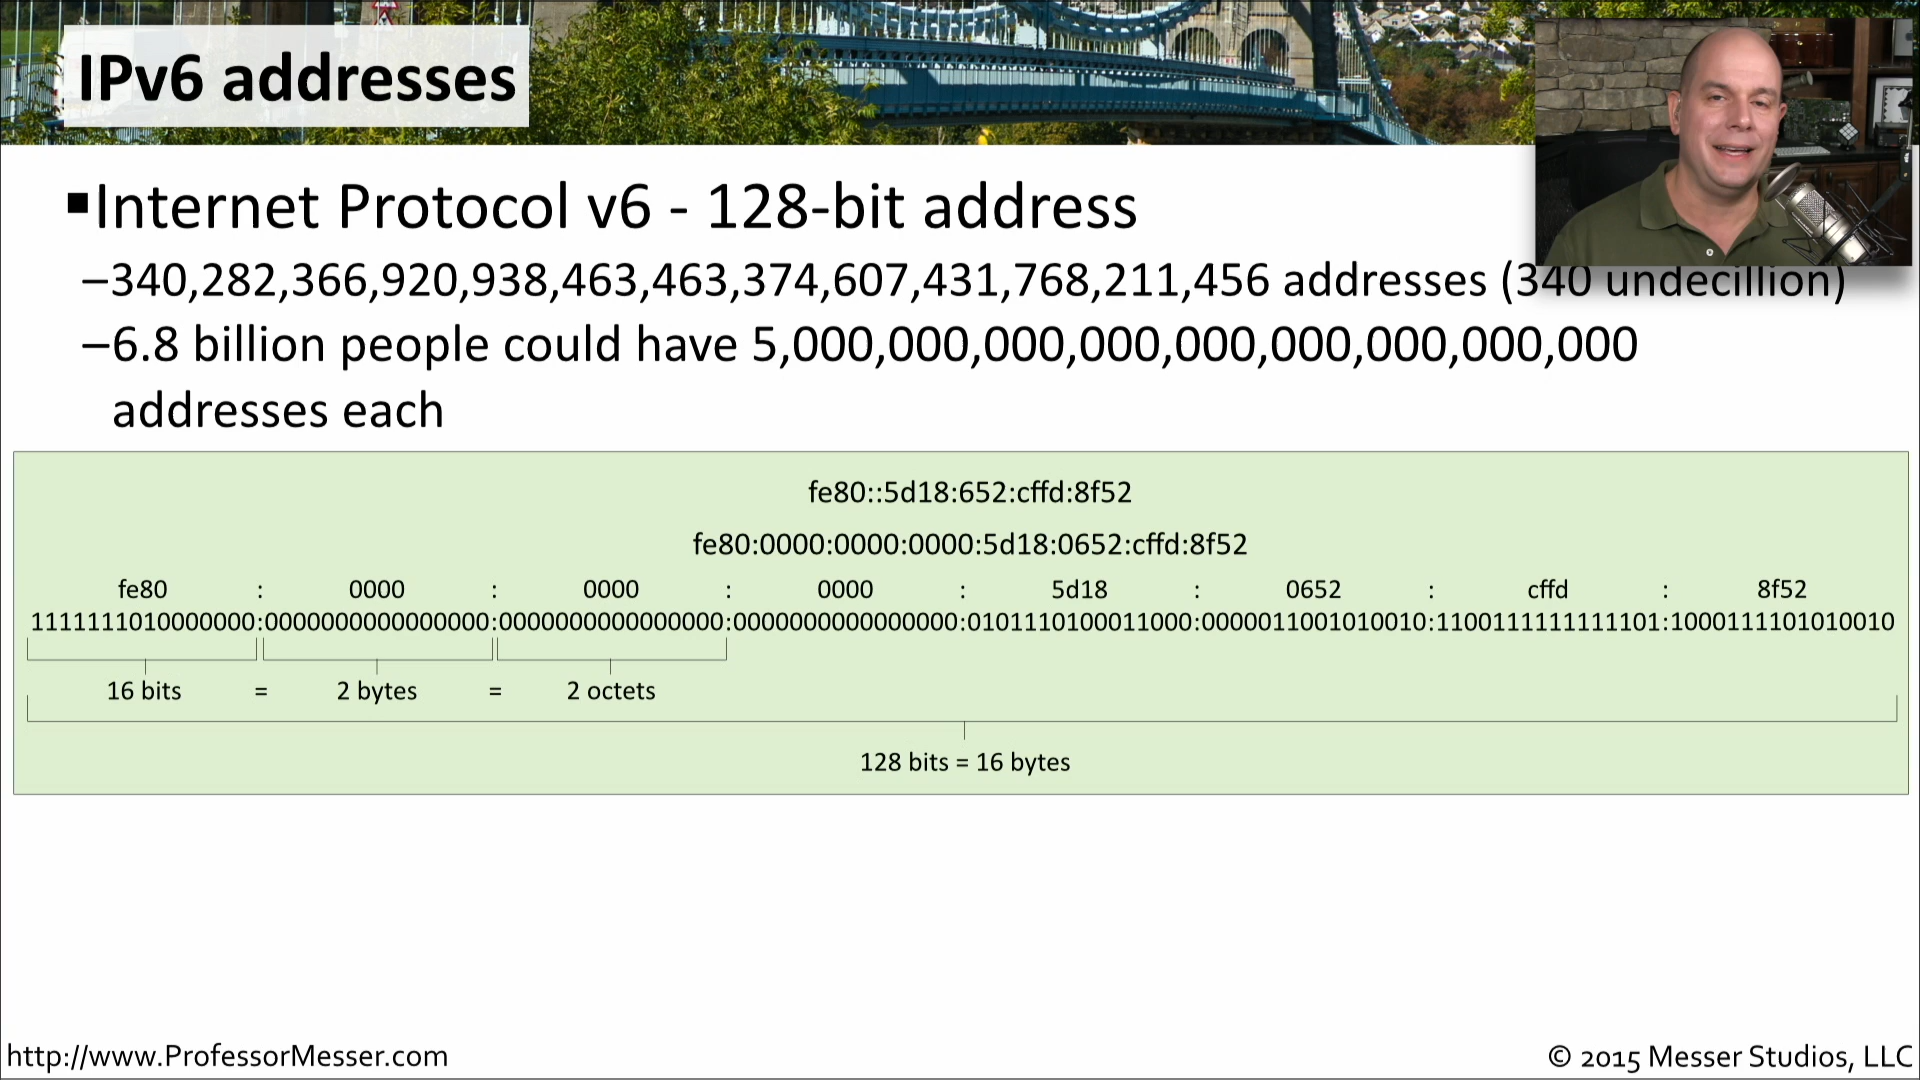 IPv6 addresses
▪Internet Protocol v6 - 128-bit address
–340,282,366,920,938,463,463,374,607,431,768,211,456 addresses (340 undecillion)
–6.8 billion people could have 5,000,000,000,000,000,000,000,000,000
addresses each
fe80::5d18:652:cffd:8f52
fe80:0000:0000:0000:5d18:0652:cffd:8f52
fe80 : 0000 : 0000 : 0000 : 5d18 : 0652 : cffd : 8f52
1111111010000000:0000000000000000:0000000000000000:0000000000000000:0101110100011000:0000011001010010:1100111111111101:1000111101010010
16 bits = 2 bytes = 2 octets
128 bits = 16 bytes
http://www.ProfessorMesser.com
© 2015 Messer Studios, LLC